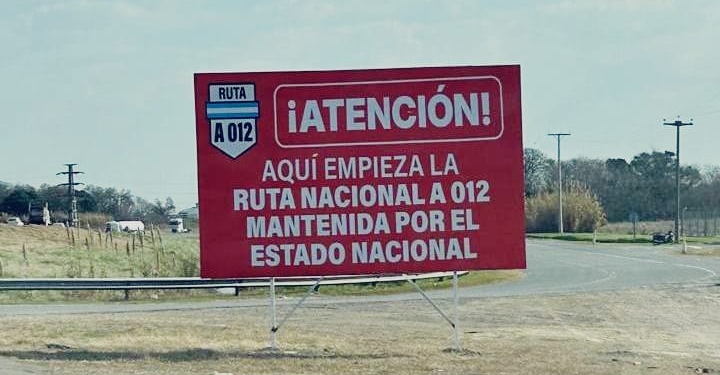 RUTA
A 012
¡ATENCIÓN!
AQUÍ EMPIEZA LA
RUTA NACIONAL A 012
MANTENIDA POR EL
ESTADO NACIONAL